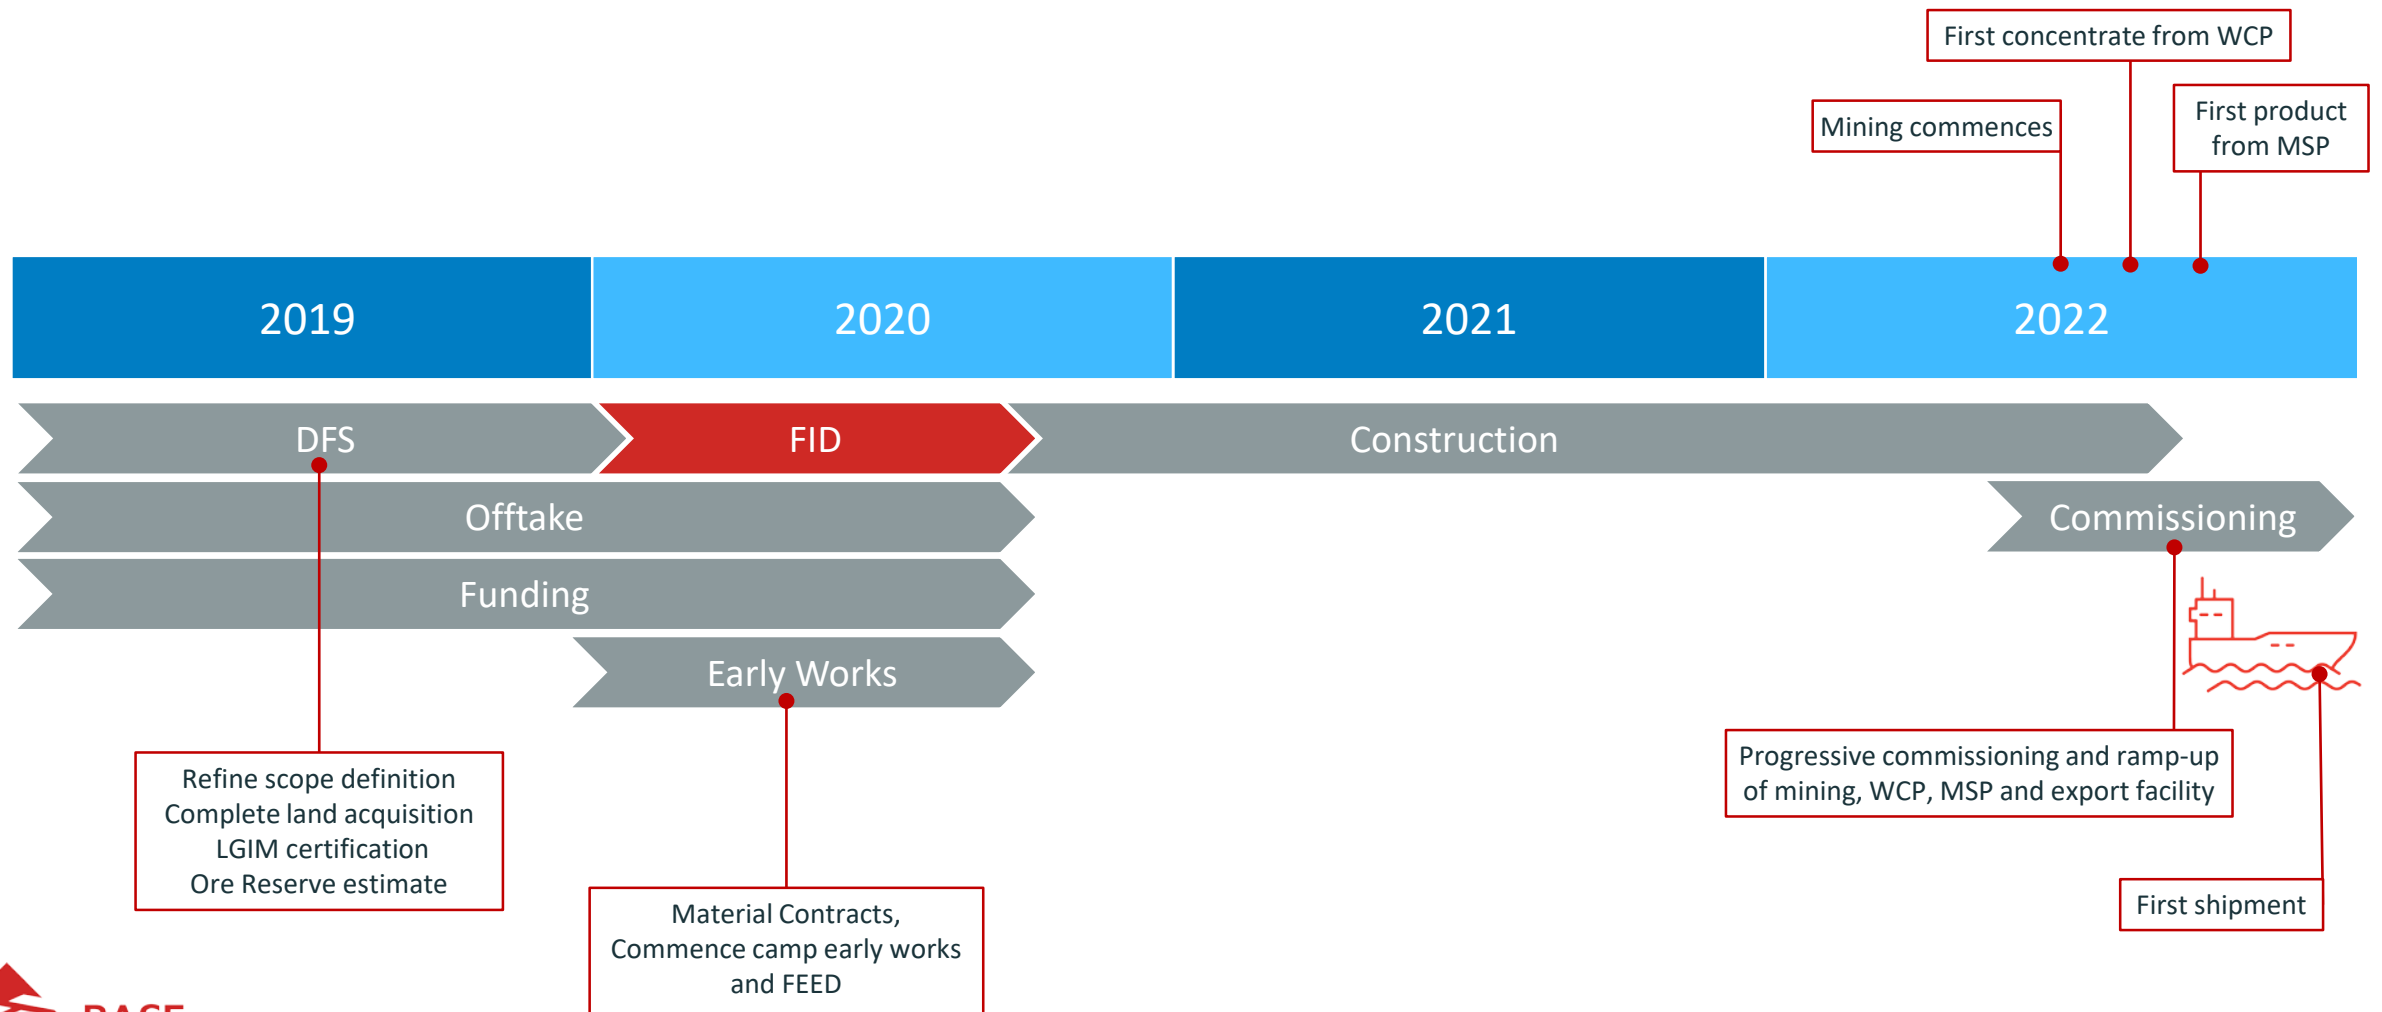 First concentrate from WCP
Mining commences
First product
from MSP
2019
2020
2021
2022
DFS
FID
Construction
Offtake
Commissioning
Funding
Early Works
Refine scope definition
Complete land acquisition
LGIM certification
Ore Reserve estimate
Material Contracts,
Commence camp early works
and FEED
Progressive commissioning and ramp-up
of mining, WCP, MSP and export facility
First shipment